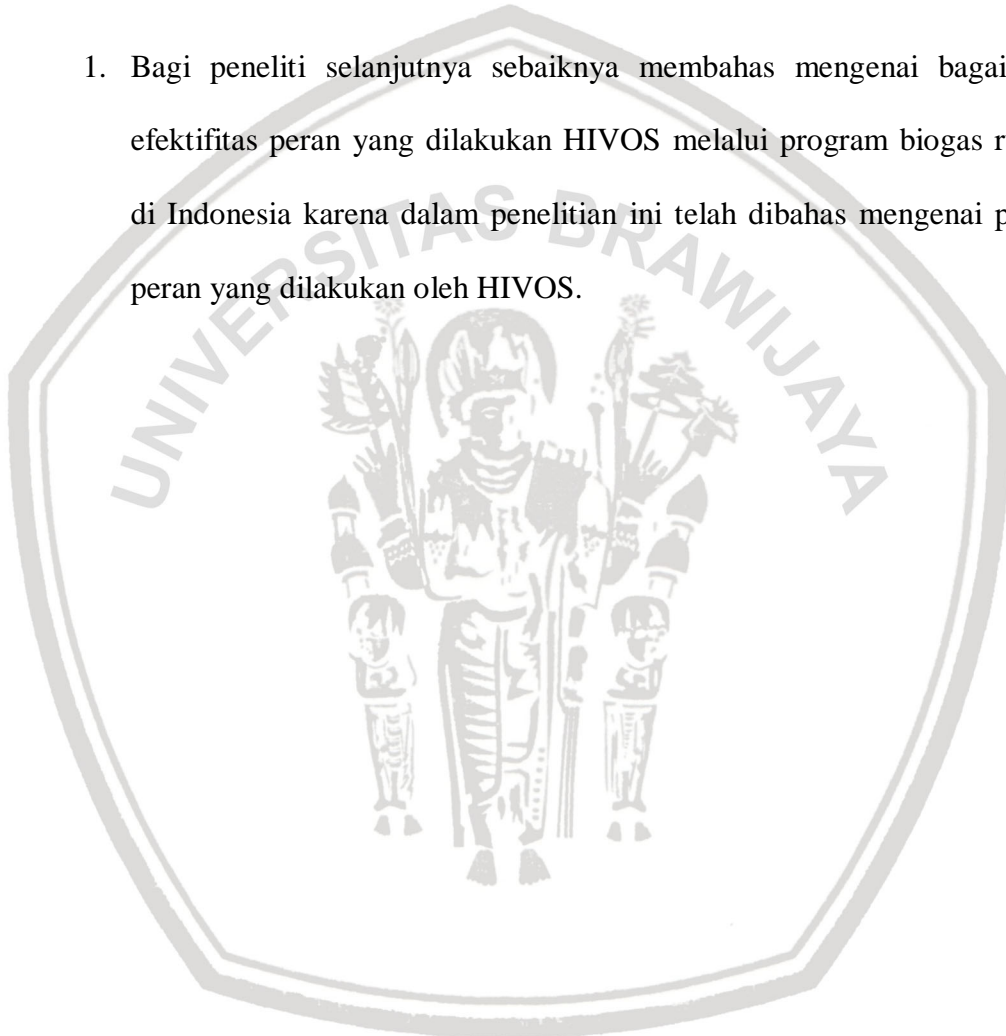 1. Bagi peneliti selanjutnya sebaiknya membahas mengenai
efektifitas peran yang dilakukan HIVOS melalui program biogas
di Indonesia karena dalam penelitian ini telah dibahas mengenai
peran yang dilakukan oleh HIVOS.
UNIVERSITAS BRAWIJAYA